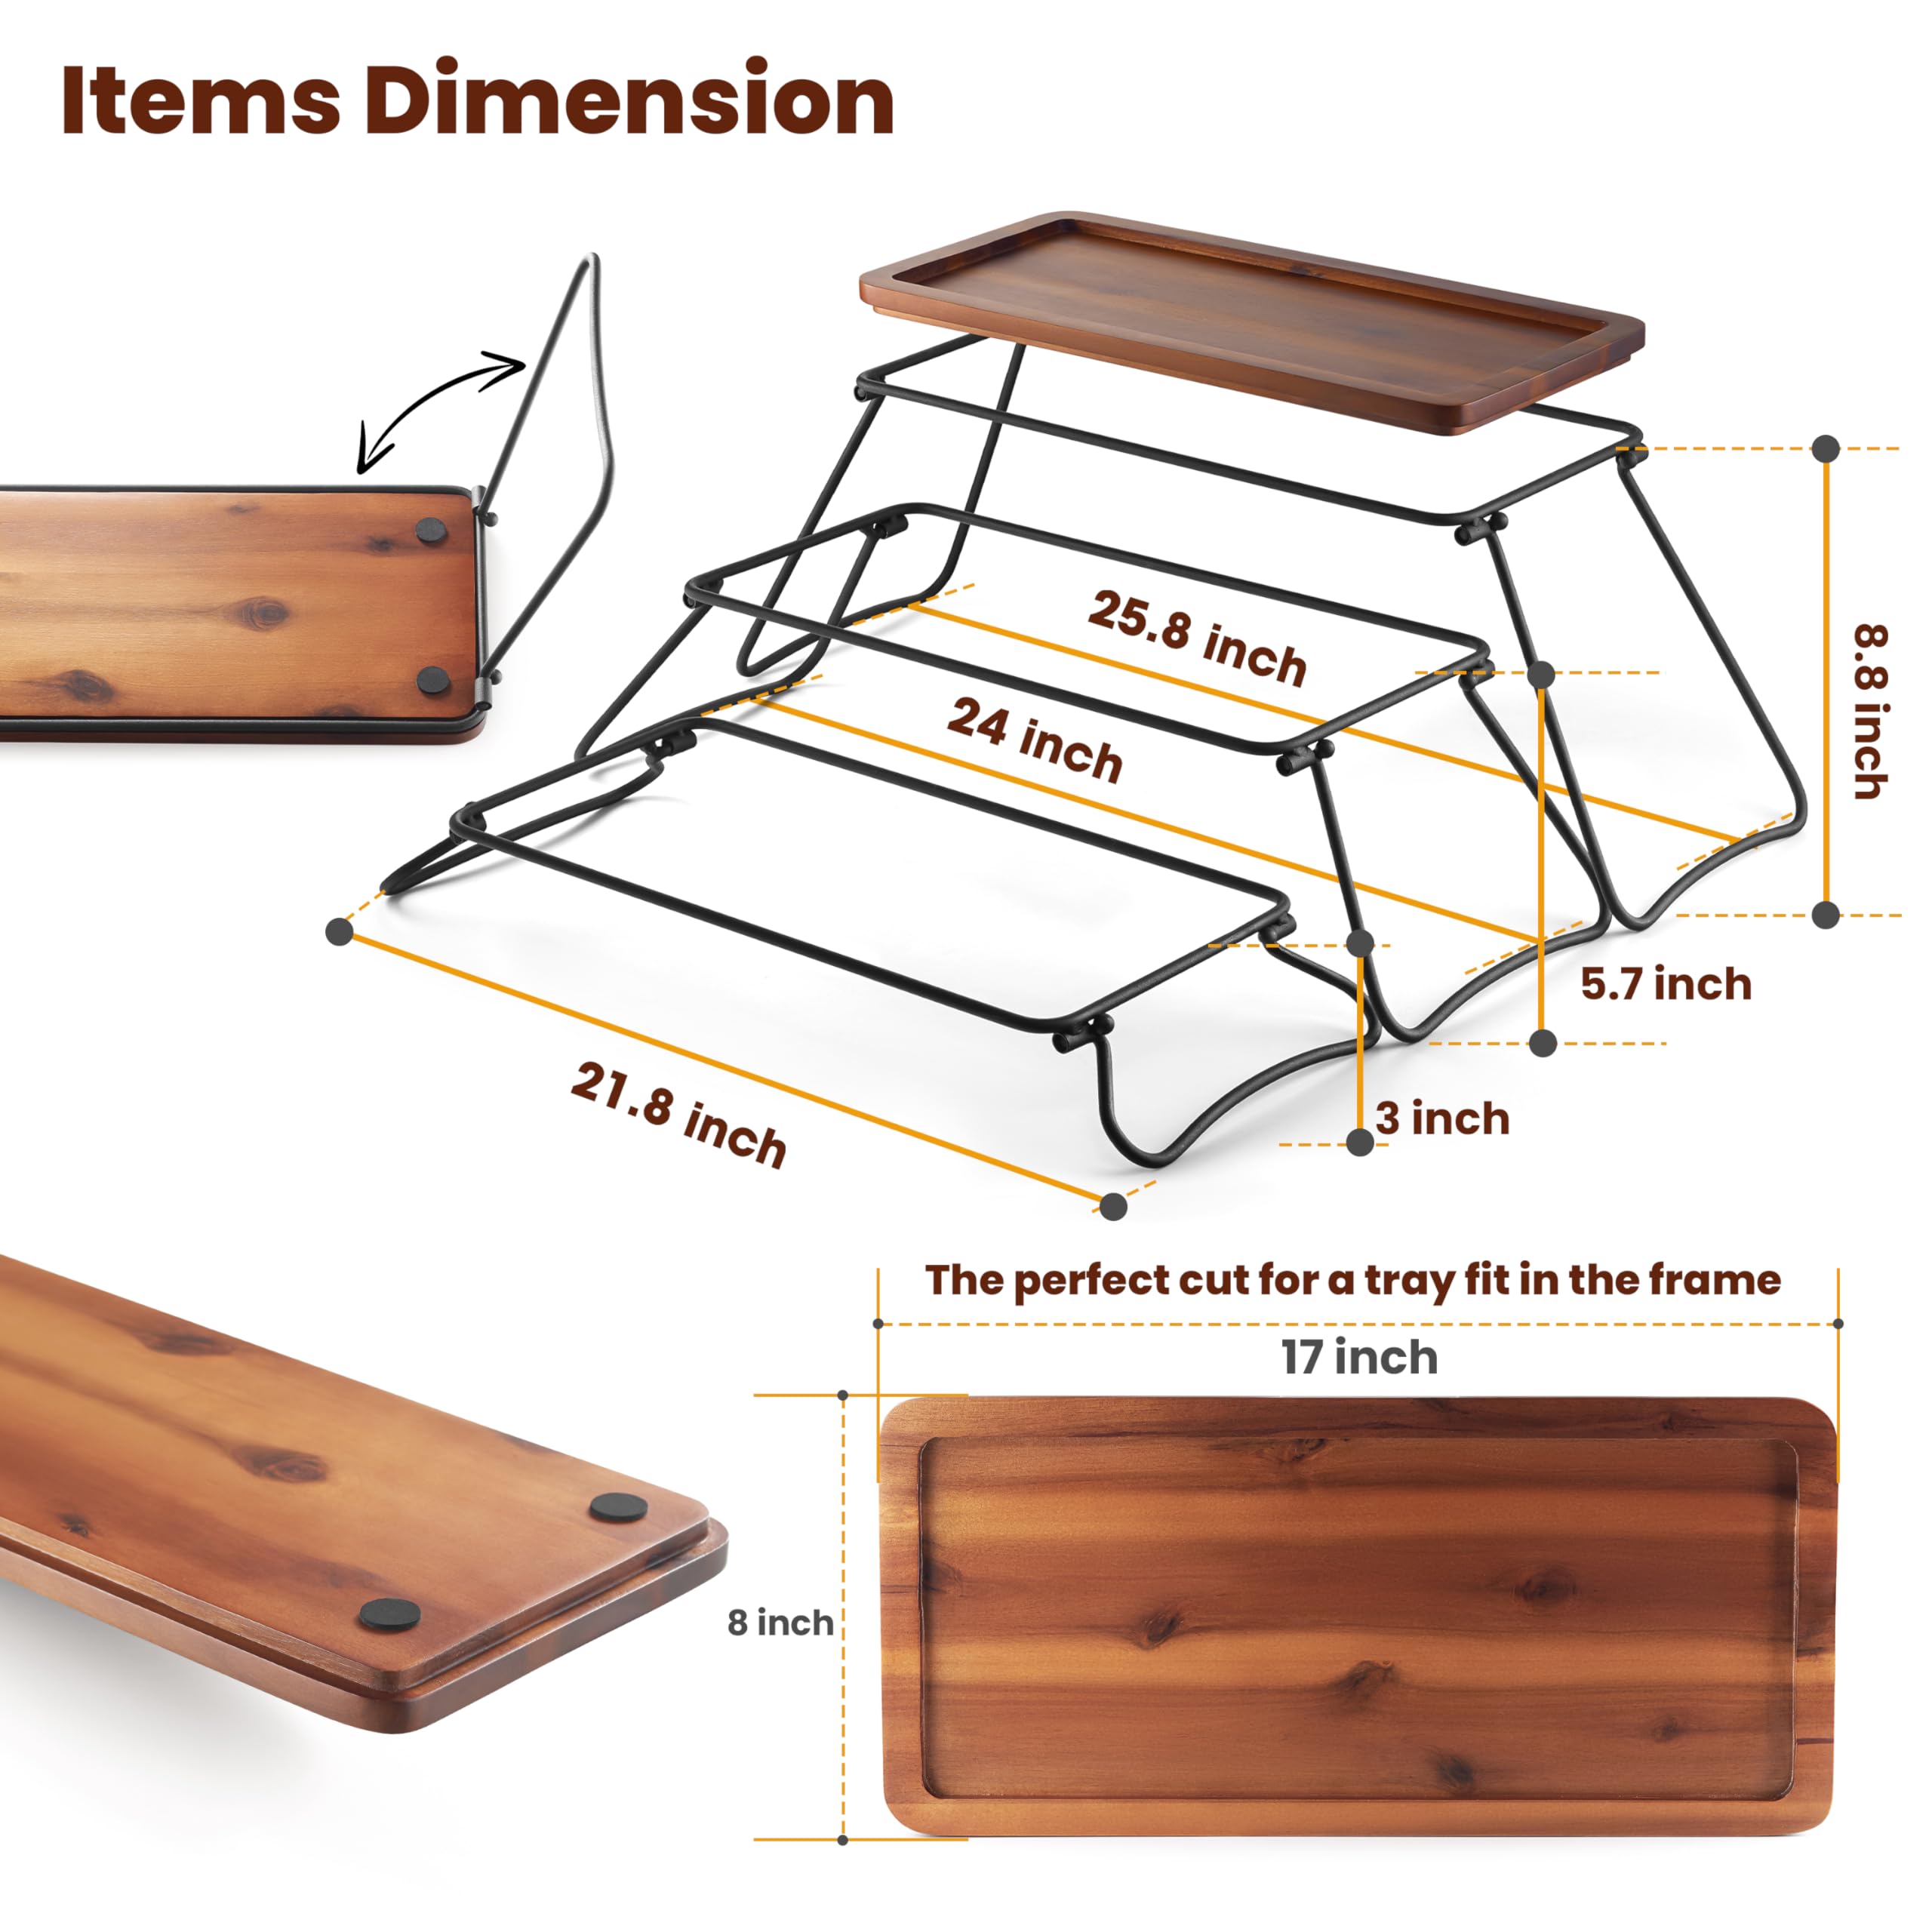 Items Dimension
25.8 inch
24 inch
8.8 inch
5.7 inch
3 inch
21.8 inch
The perfect cut for a tray fit in the frame
17 inch
8 inch